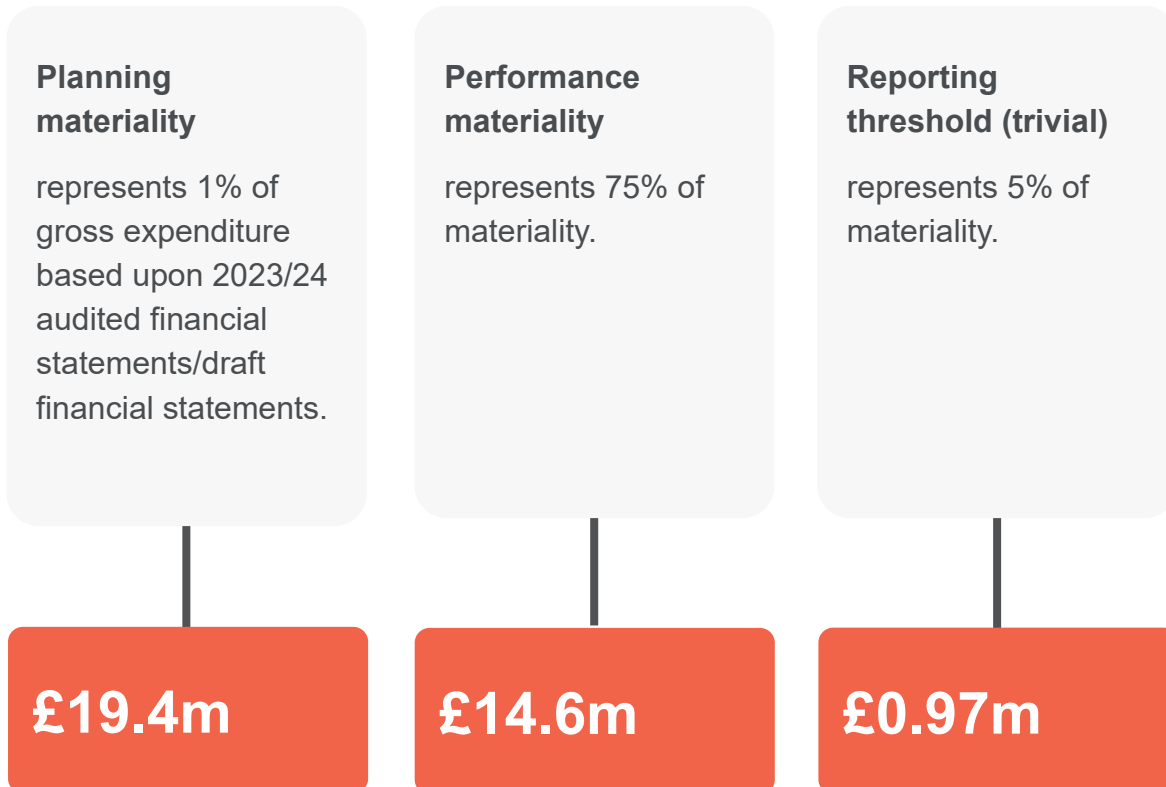 Planning
materiality
represents 1% of
gross expenditure
based upon 2023/24
audited financial
statements/draft
financial statements.
£19.4m
Performance
materiality
represents 75% of
materiality.
£14.6m
Reporting
threshold (trivial)
represents 5% of
materiality.
£0.97m